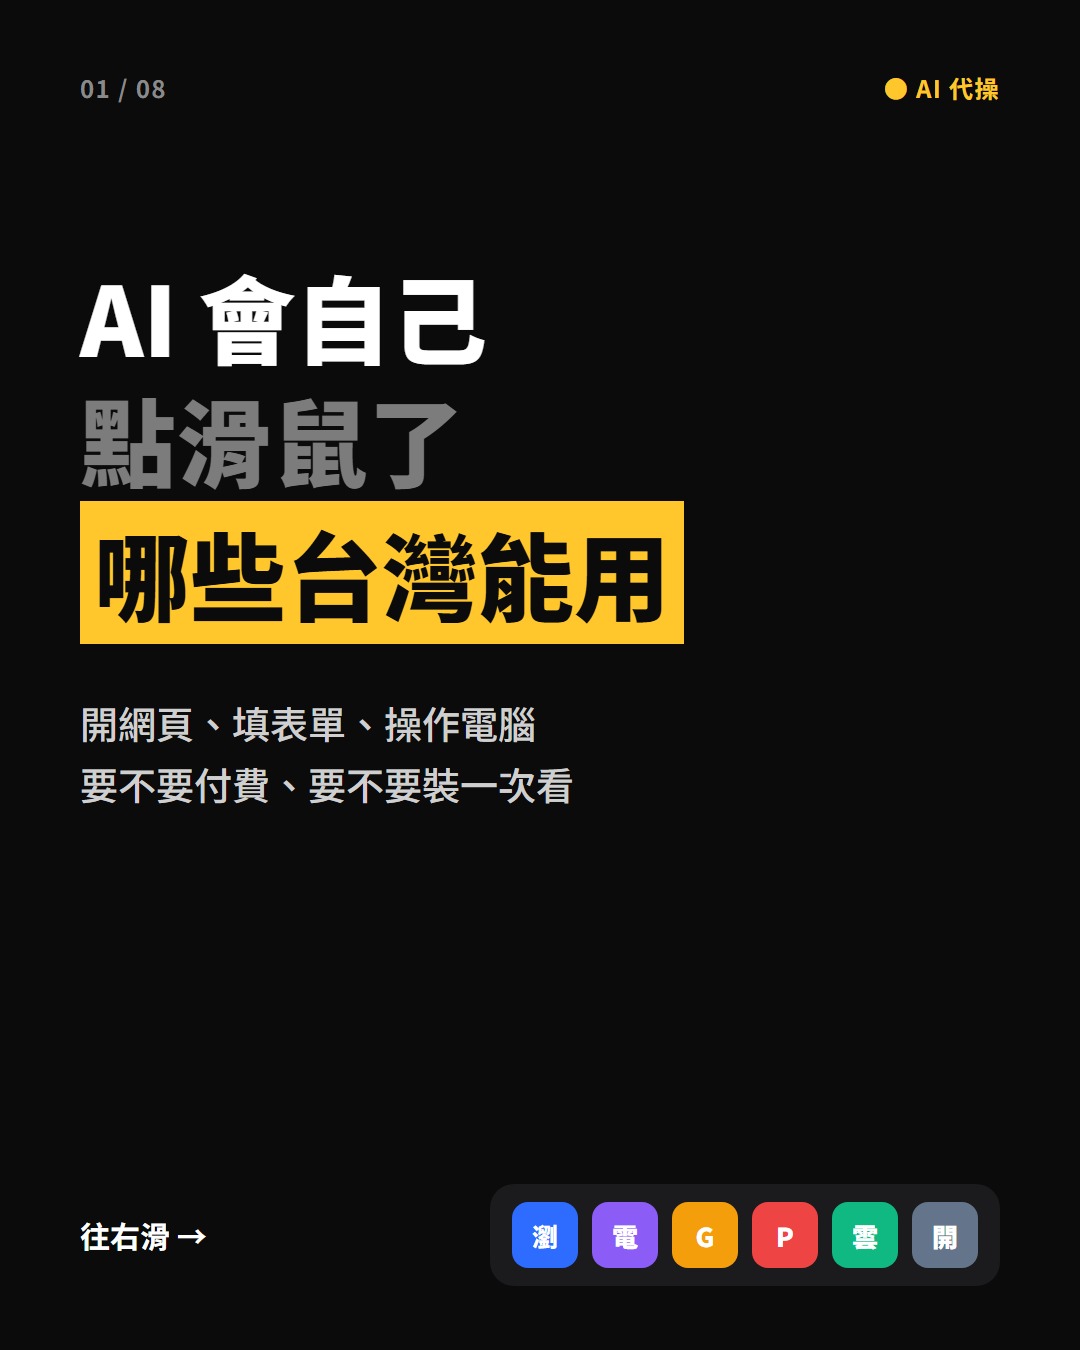 01 / 08
AI 代操
AI 會自己
點滑鼠了
哪些台灣能用
開網頁、填表單、操作電腦
要不要付費、要不要裝一次看
往右滑 →
瀏 電 G P 雲 開